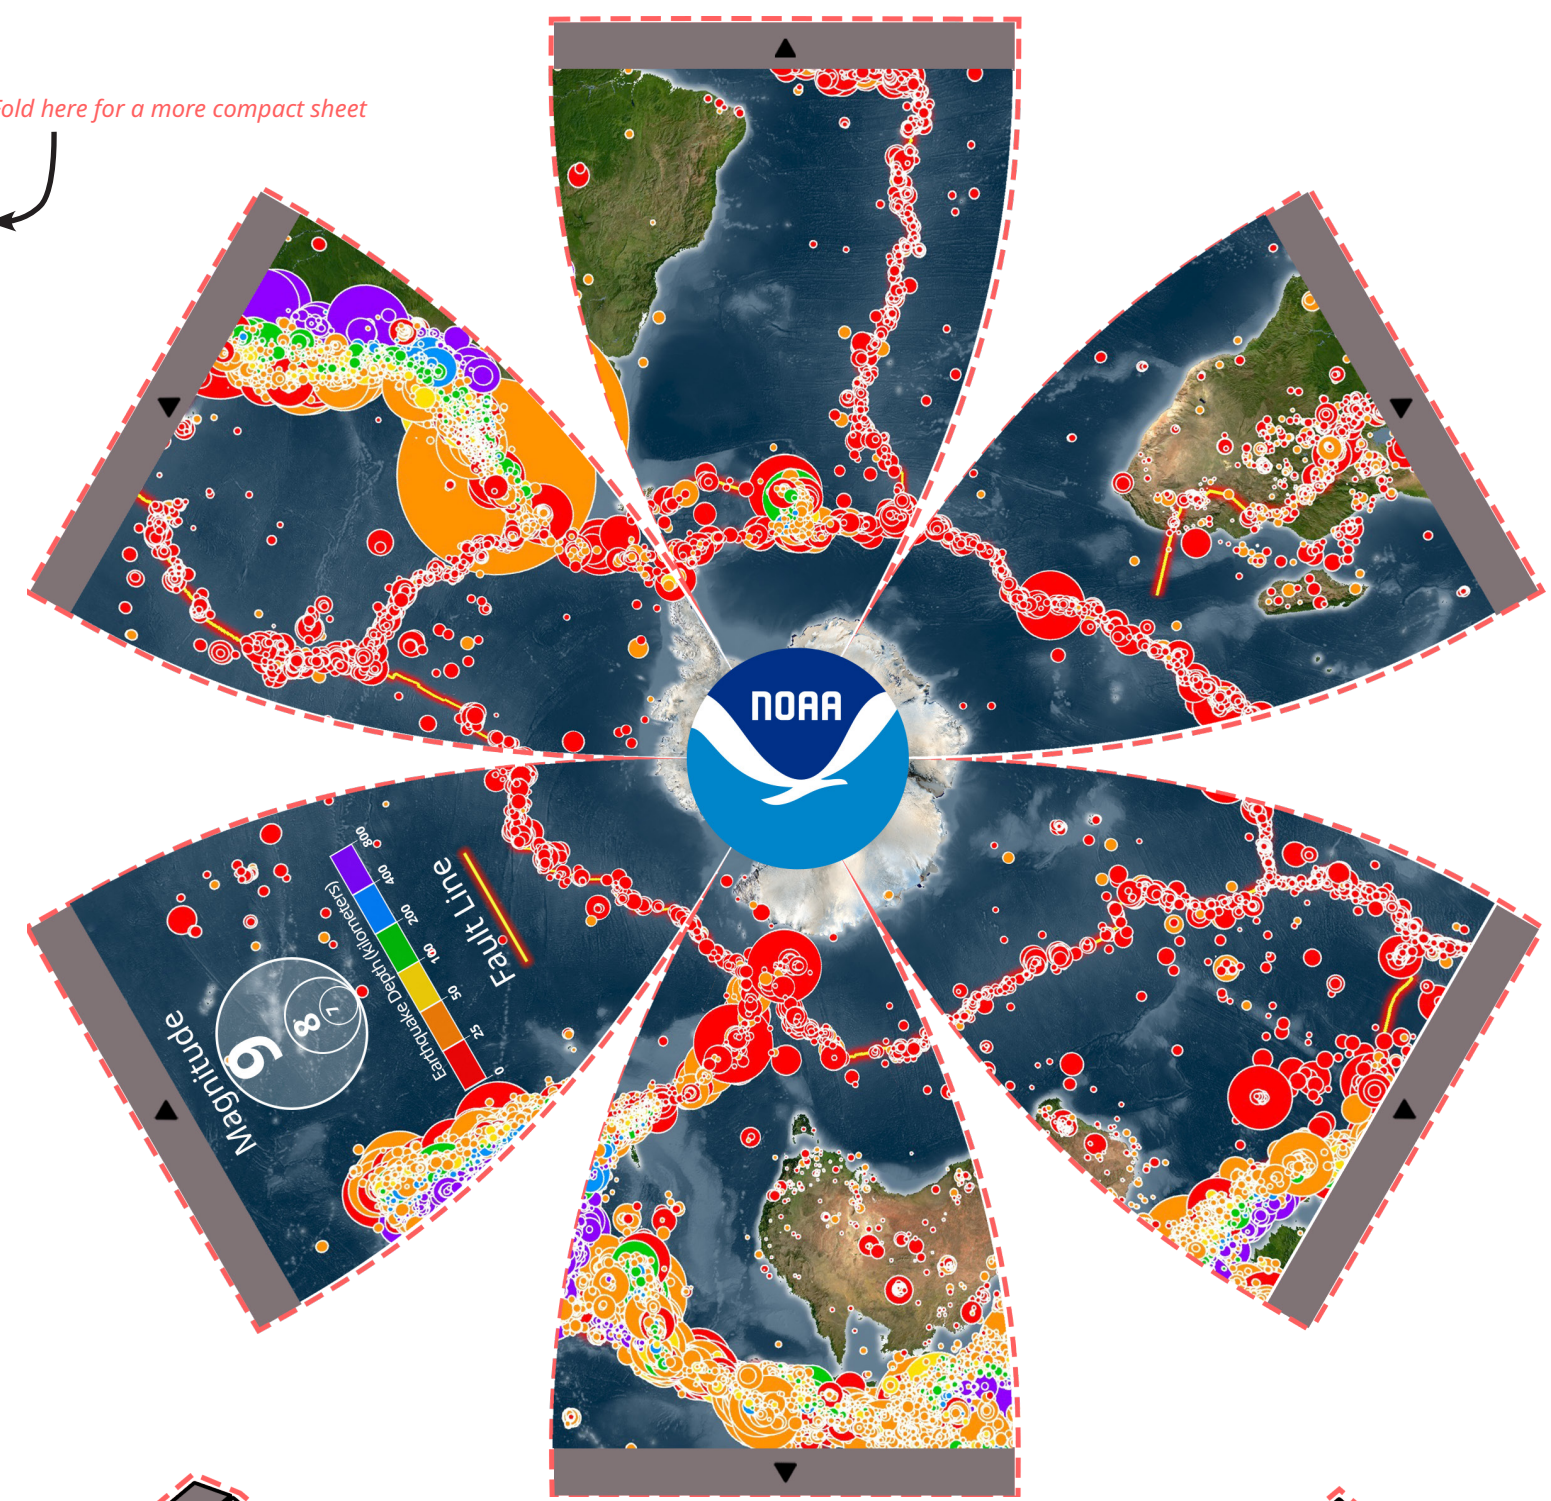 Fold here for a more compact sheet
NOAA
Fault Line
Earthquake Depth (kilometers)
0
25
50
100
200
400
800
Magnitude
9
8
7